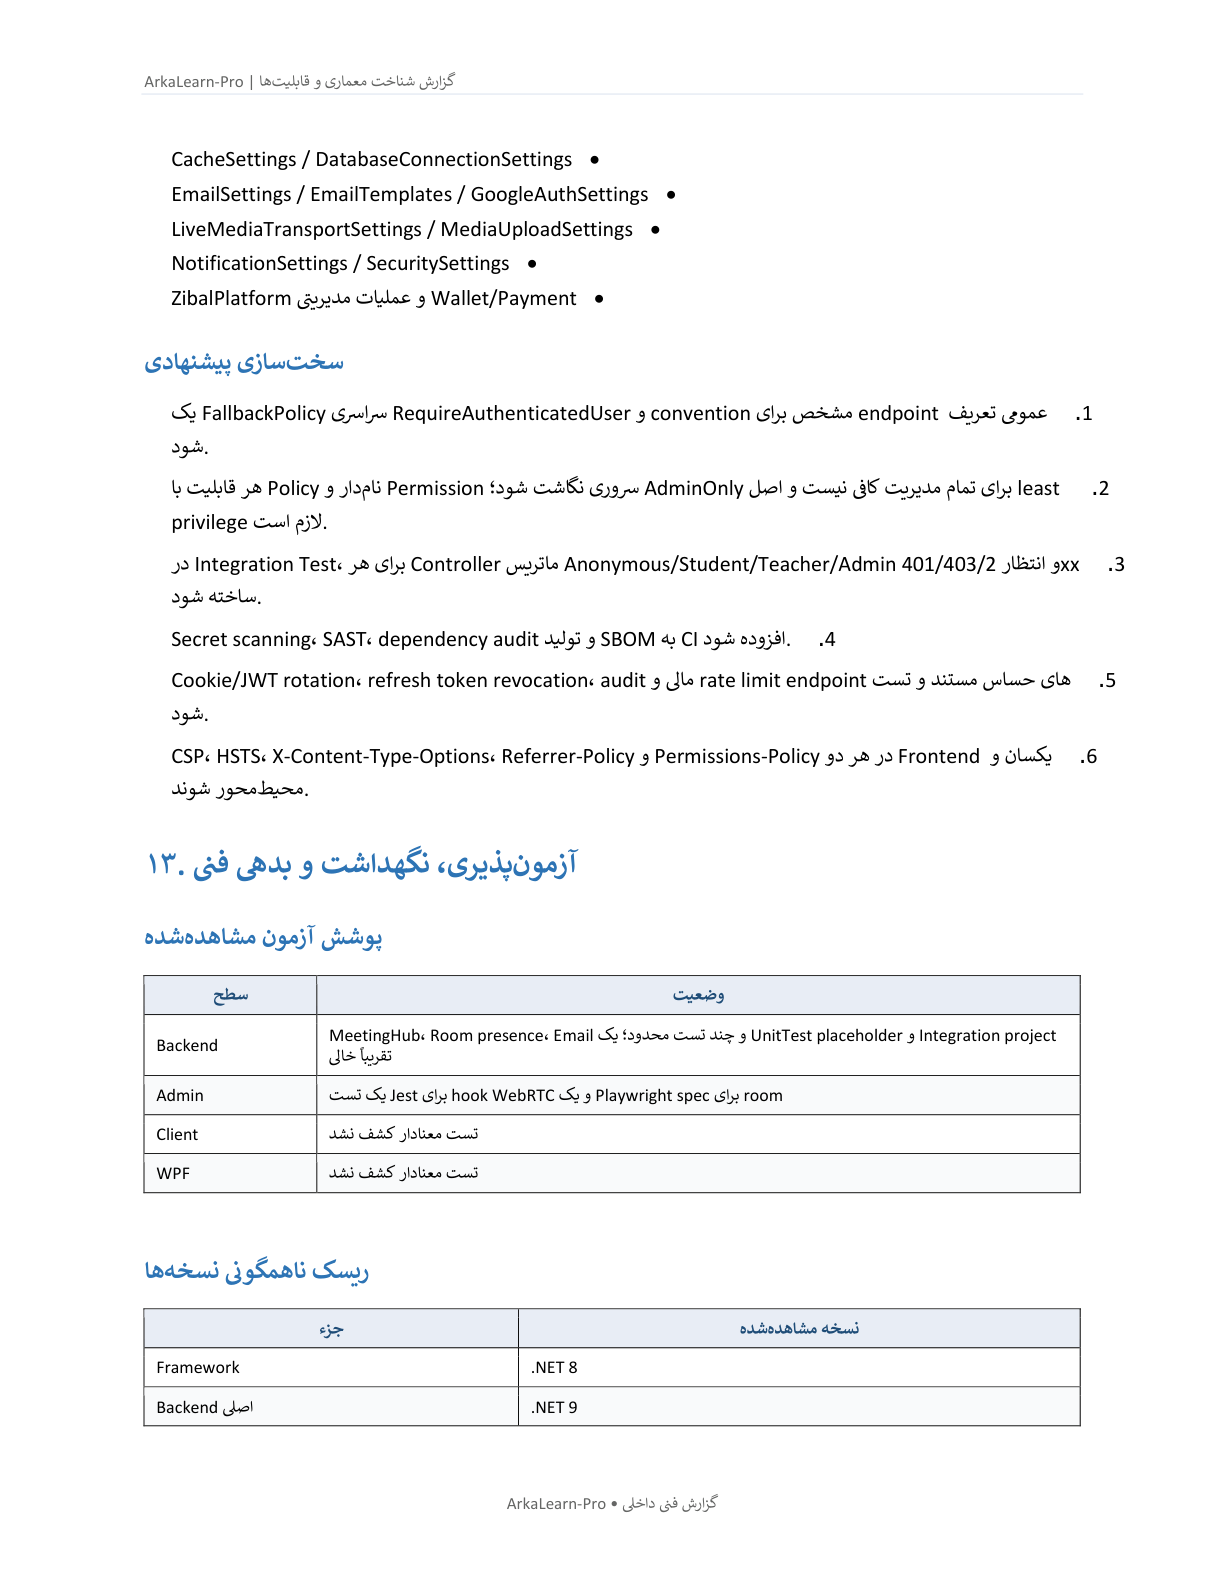 گزارش شناخت معماری و قابلیت‌ها | ArkaLearn-Pro
CacheSettings / DatabaseConnectionSettings •
EmailSettings / EmailTemplates / GoogleAuthSettings •
LiveMediaTransportSettings / MediaUploadSettings •
NotificationSettings / SecuritySettings •
ZibalPlatform و عملیات مدیریتی Wallet/Payment •
سخت‌سازی پیشنهادی
1. یک FallbackPolicy سراسری RequireAuthenticatedUser و convention مشخص برای endpoint عمومی تعریف
شود.
2. هر قابلیت با Policy نام‌دار و Permission سروری نگاشت شود؛ AdminOnly برای تمام مدیریت کافی نیست و اصل least
privilege لازم است.
3. در Integration Test، برای هر Controller ماتریس Anonymous/Student/Teacher/Admin و انتظار 401/403/2xx
ساخته شود.
4. Secret scanning، SAST، dependency audit و تولید SBOM به CI افزوده شود.
5. Cookie/JWT rotation، refresh token revocation، audit مالی و rate limit endpoint های حساس مستند و تست
شود.
6. CSP، HSTS، X-Content-Type-Options، Referrer-Policy و Permissions-Policy در هر دو Frontend یکسان و
محیط‌محور شوند.
۱۳. آزمون‌پذیری، نگهداشت و بدهی فنی
پوشش آزمون مشاهده‌شده
سطح	وضعیت
Backend	MeetingHub، Room presence، Email و چند تست محدود؛ یک UnitTest placeholder و Integration project
تقریباً خالی
Admin	یک تست Jest برای hook WebRTC و یک Playwright spec برای room
Client	تست معنادار کشف نشد
WPF	تست معنادار کشف نشد
ریسک ناهمگونی نسخه‌ها
جزء	نسخه مشاهده‌شده
Framework	.NET 8
Backend اصلی	.NET 9
ArkaLearn-Pro • گزارش فنی داخلی